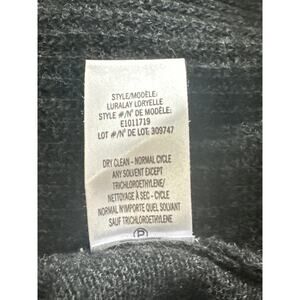 STYLE/MODÈLE:
LURALAY LORYELLE
STYLE #/N° DE MODÈLE:
E1011719
LOT #/N° DE LOT: 309747
DRY CLEAN - NORMAL CYCLE
ANY SOLVENT EXCEPT
TRICHLOROETHYLENE/
NETTOYAGE À SEC - CYCLE
NORMAL N'IMPORTE QUEL SOLVANT
SAUF TRICHLOROETHYLENE
P